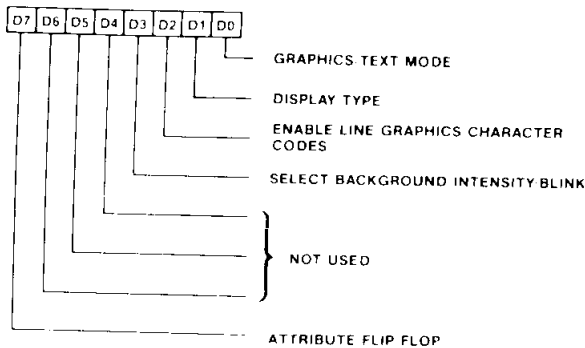 D7 D6 D5 D4 D3 D2 D1 D0
GRAPHICS TEXT MODE
DISPLAY TYPE
ENABLE LINE GRAPHICS CHARACTER
CODES
SELECT BACKGROUND INTENSITY BLINK
NOT USED
ATTRIBUTE FLIP FLOP